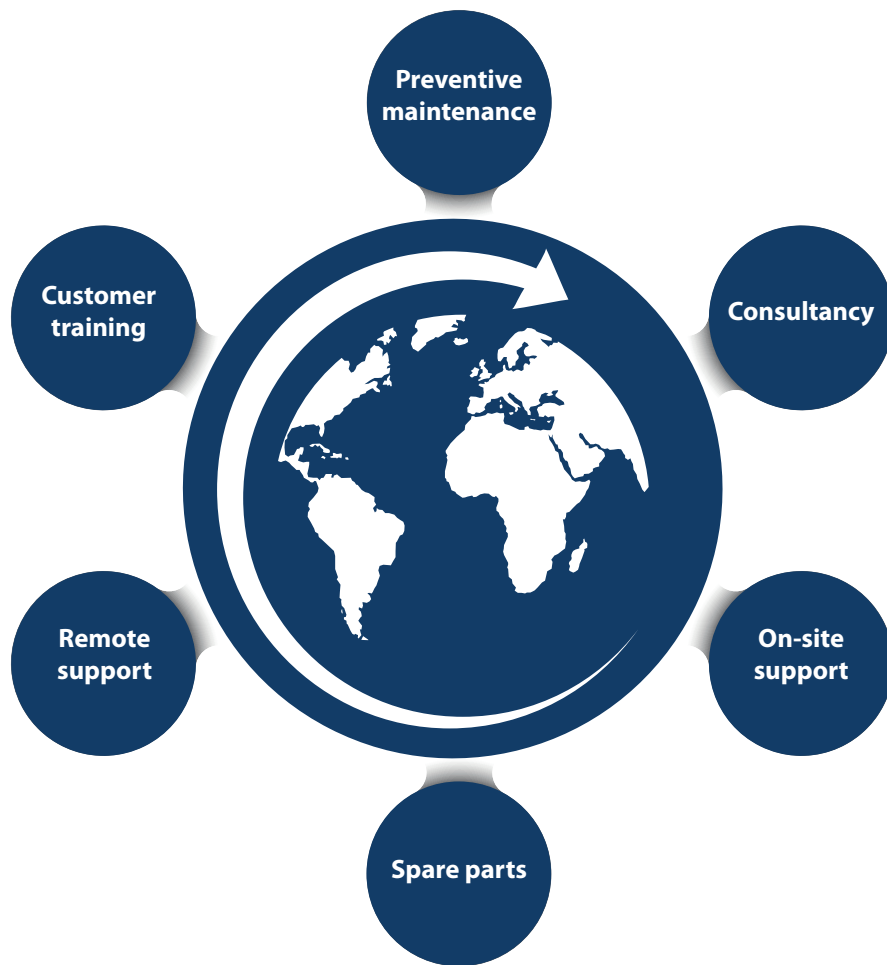 Preventive
maintenance
Customer
training
Consultancy
Remote
support
On-site
support
Spare parts